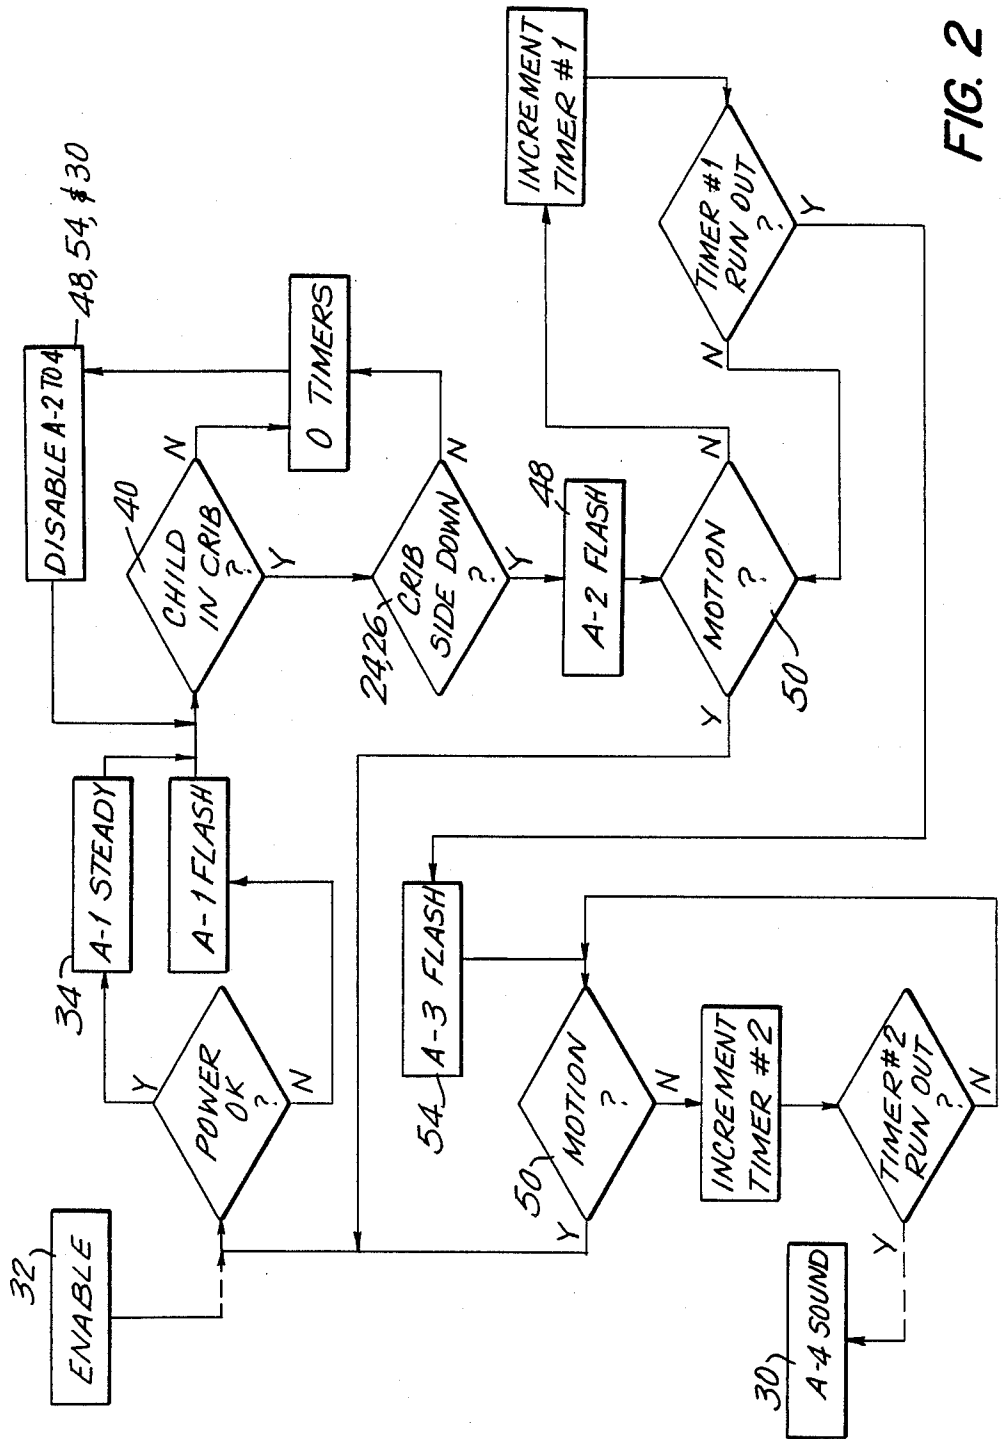 32
ENABLE
POWER
OK
?
Y
N
34
A-1 STEADY
A-1 FLASH
40
CHILD
IN CRIB
?
N
Y
DISABLE A-2 TO 4
48, 54, & 30
O TIMERS
24,26
CRIB
SIDE DOWN
?
N
Y
48
A-2 FLASH
MOTION
?
50
Y
N
INCREMENT
TIMER #1
TIMER #1
RUN OUT
?
N
Y
54
A-3 FLASH
50
MOTION
?
Y
N
INCREMENT
TIMER #2
TIMER #2
RUN OUT
?
N
Y
30
A-4 SOUND
FIG. 2